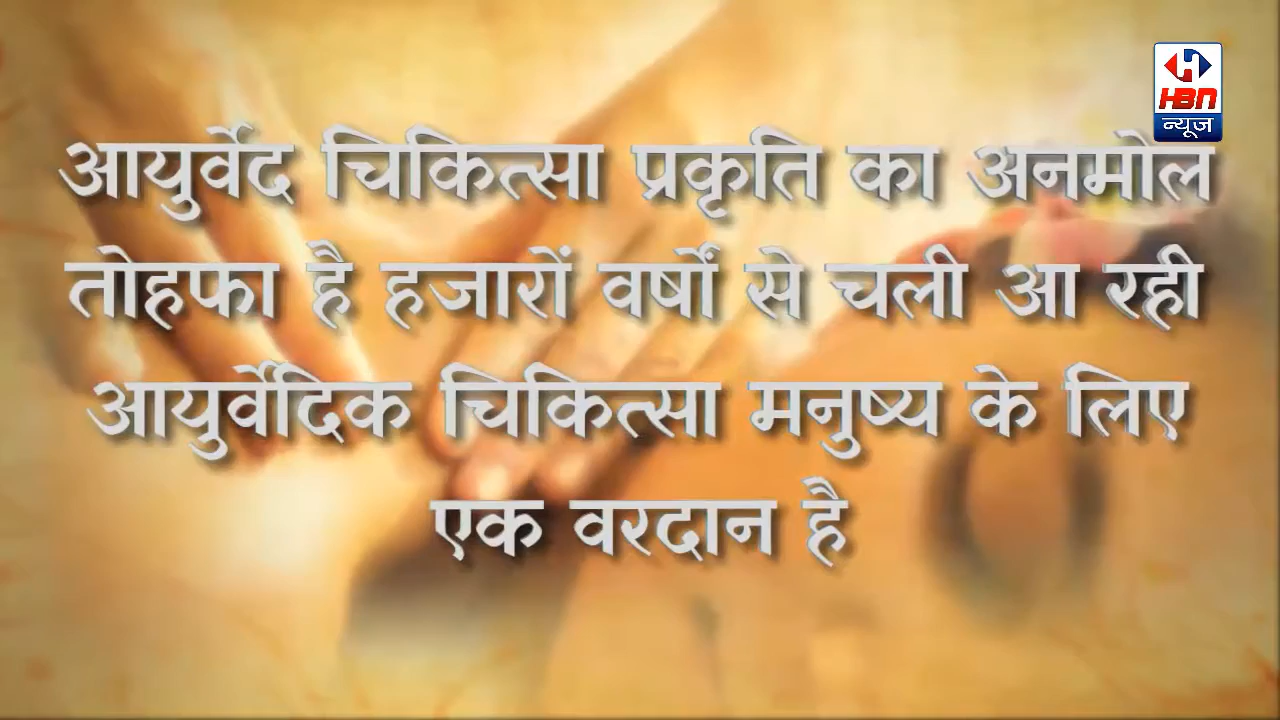 HBN
न्यूज
आयुर्वेद चिकित्सा प्रकृति का अनमोल
तोहफा है हजारों वर्षों से चली आ रही
आयुर्वेदिक चिकित्सा मनुष्य के लिए
एक वरदान है